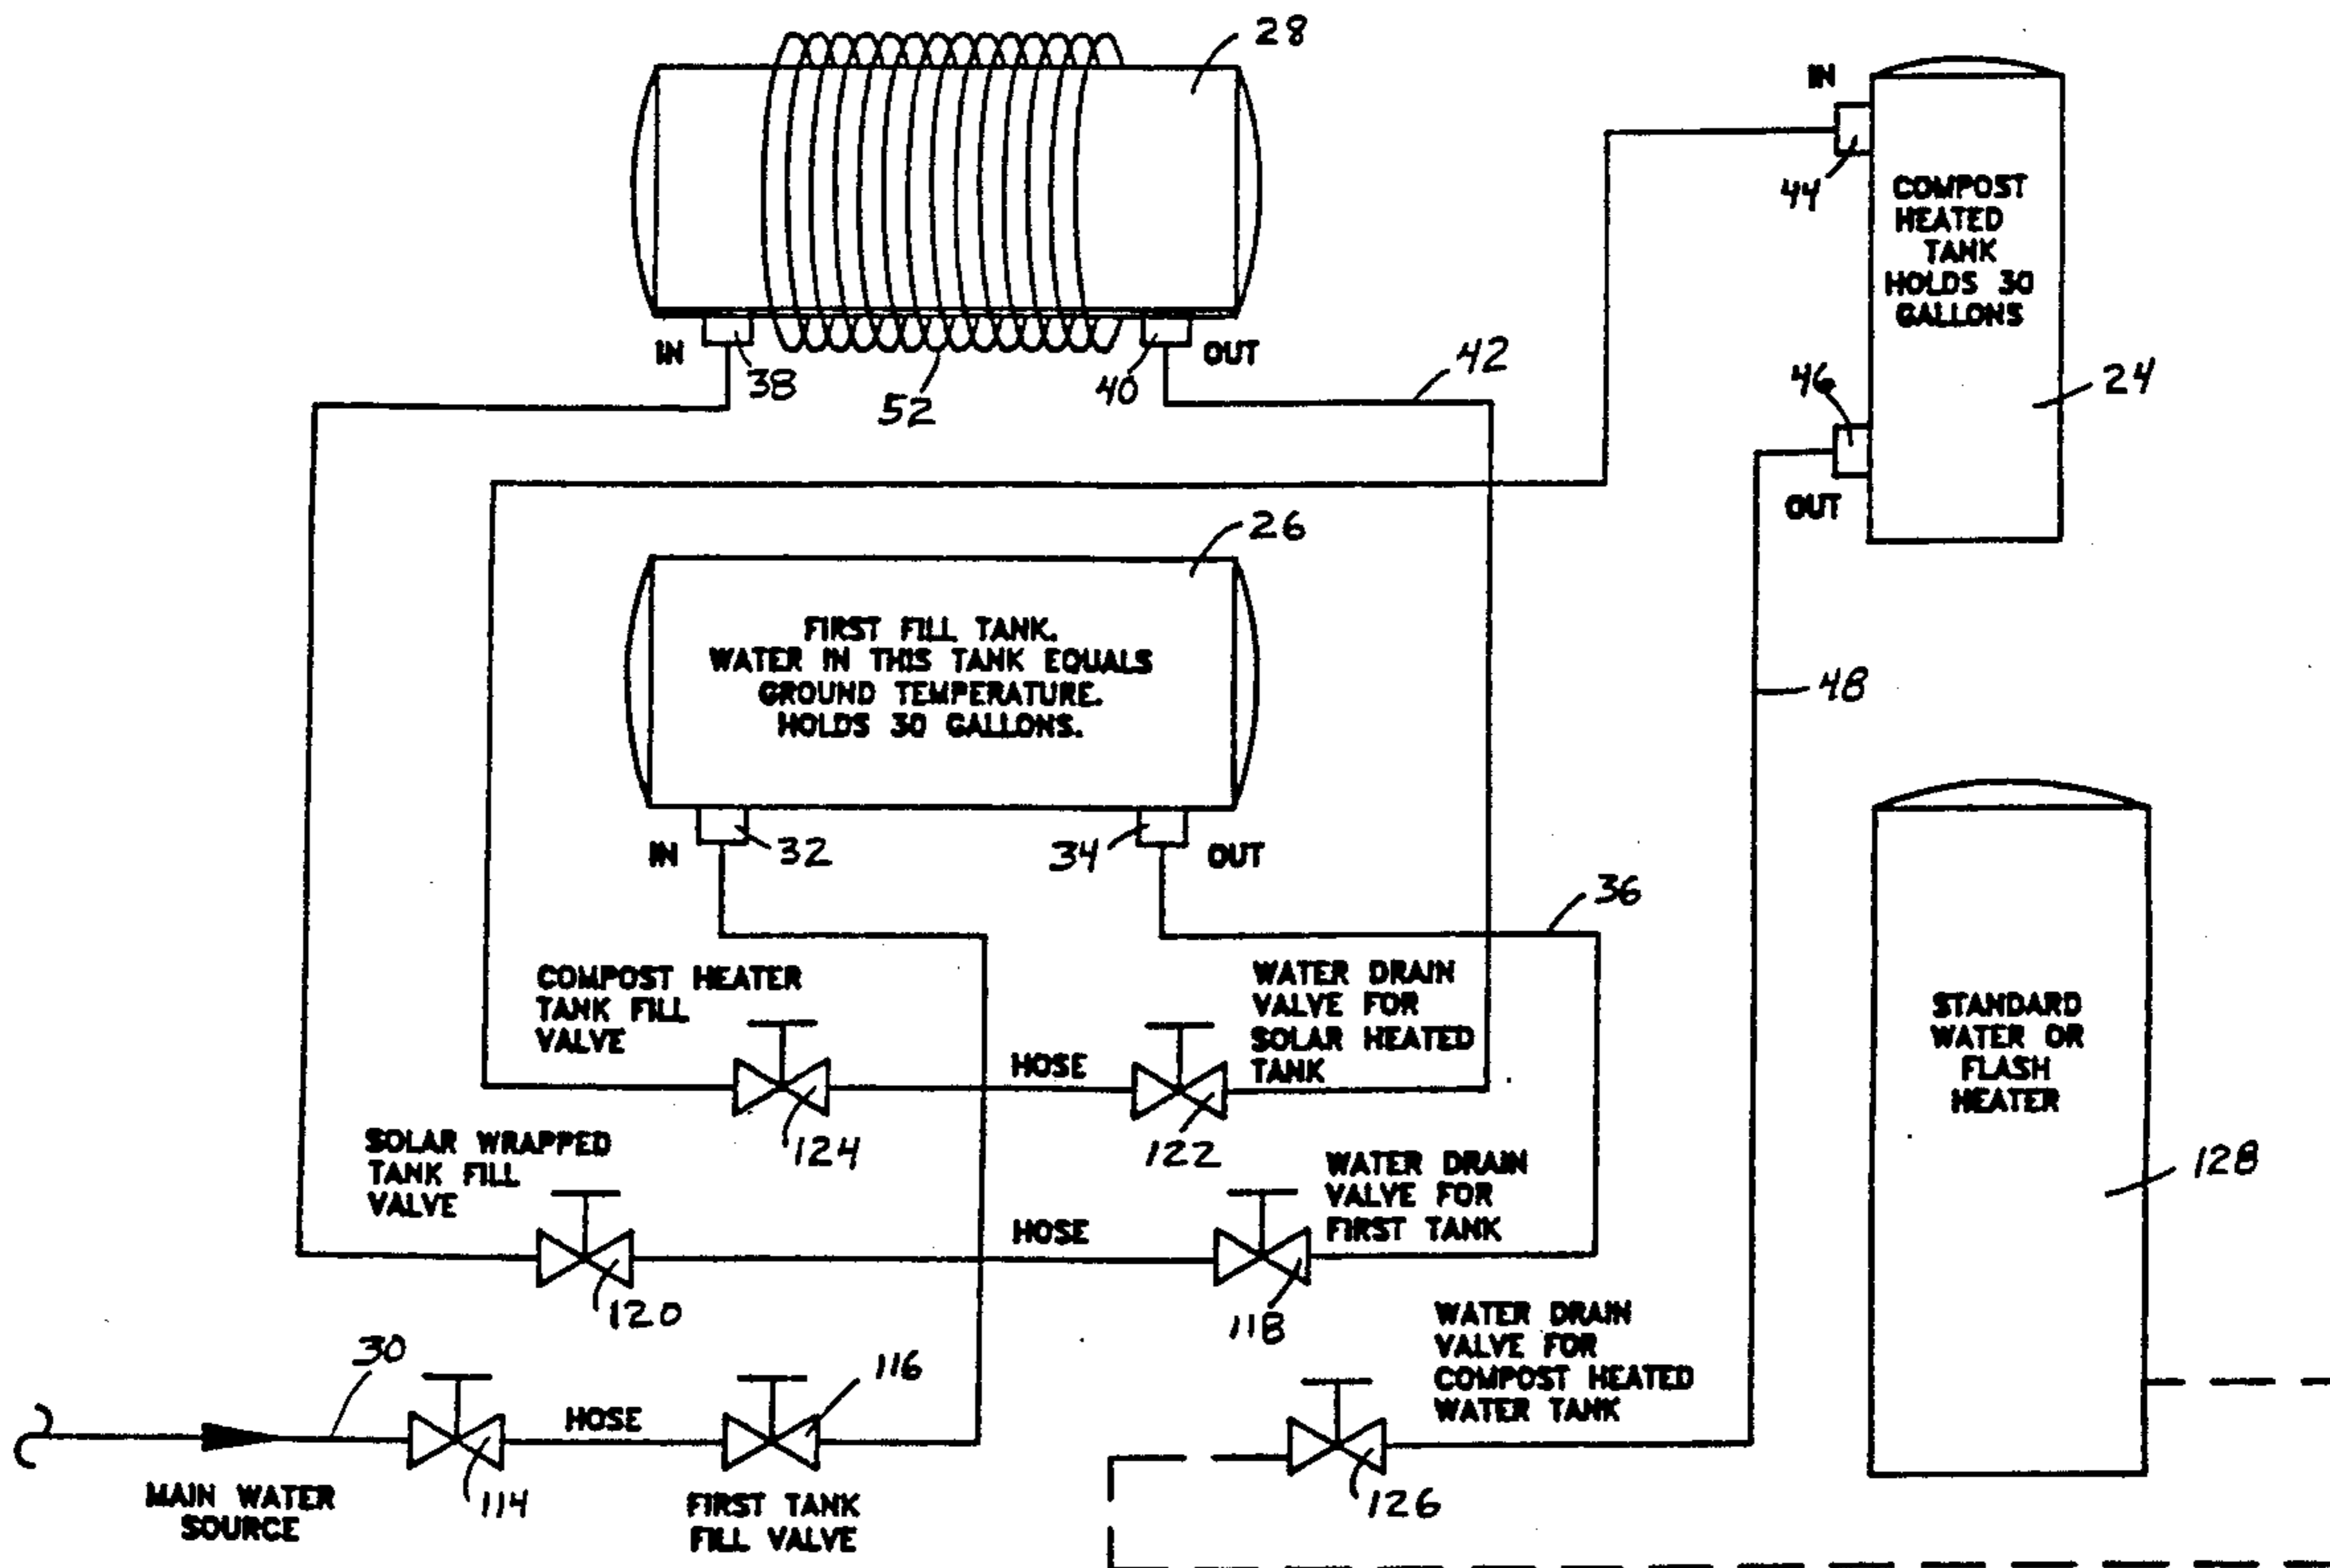 28
IN
44
COMPOST
HEATED
TANK
HOLDS 30
GALLONS
IN
38
52
40
OUT
42
46
24
OUT
26
FIRST FILL TANK.
WATER IN THIS TANK EQUALS
GROUND TEMPERATURE.
HOLDS 30 GALLONS.
48
IN
32
34
OUT
36
COMPOST HEATER
TANK FILL
VALVE
WATER DRAIN
VALVE FOR
SOLAR HEATED
TANK
HOSE
124
122
STANDARD
WATER OR
FLASH
HEATER
128
SOLAR WRAPPED
TANK FILL
VALVE
WATER DRAIN
VALVE FOR
FIRST TANK
HOSE
120
118
30
116
HOSE
WATER DRAIN
VALVE FOR
COMPOST HEATED
WATER TANK
MAIN WATER
SOURCE
114
FIRST TANK
FILL VALVE
126